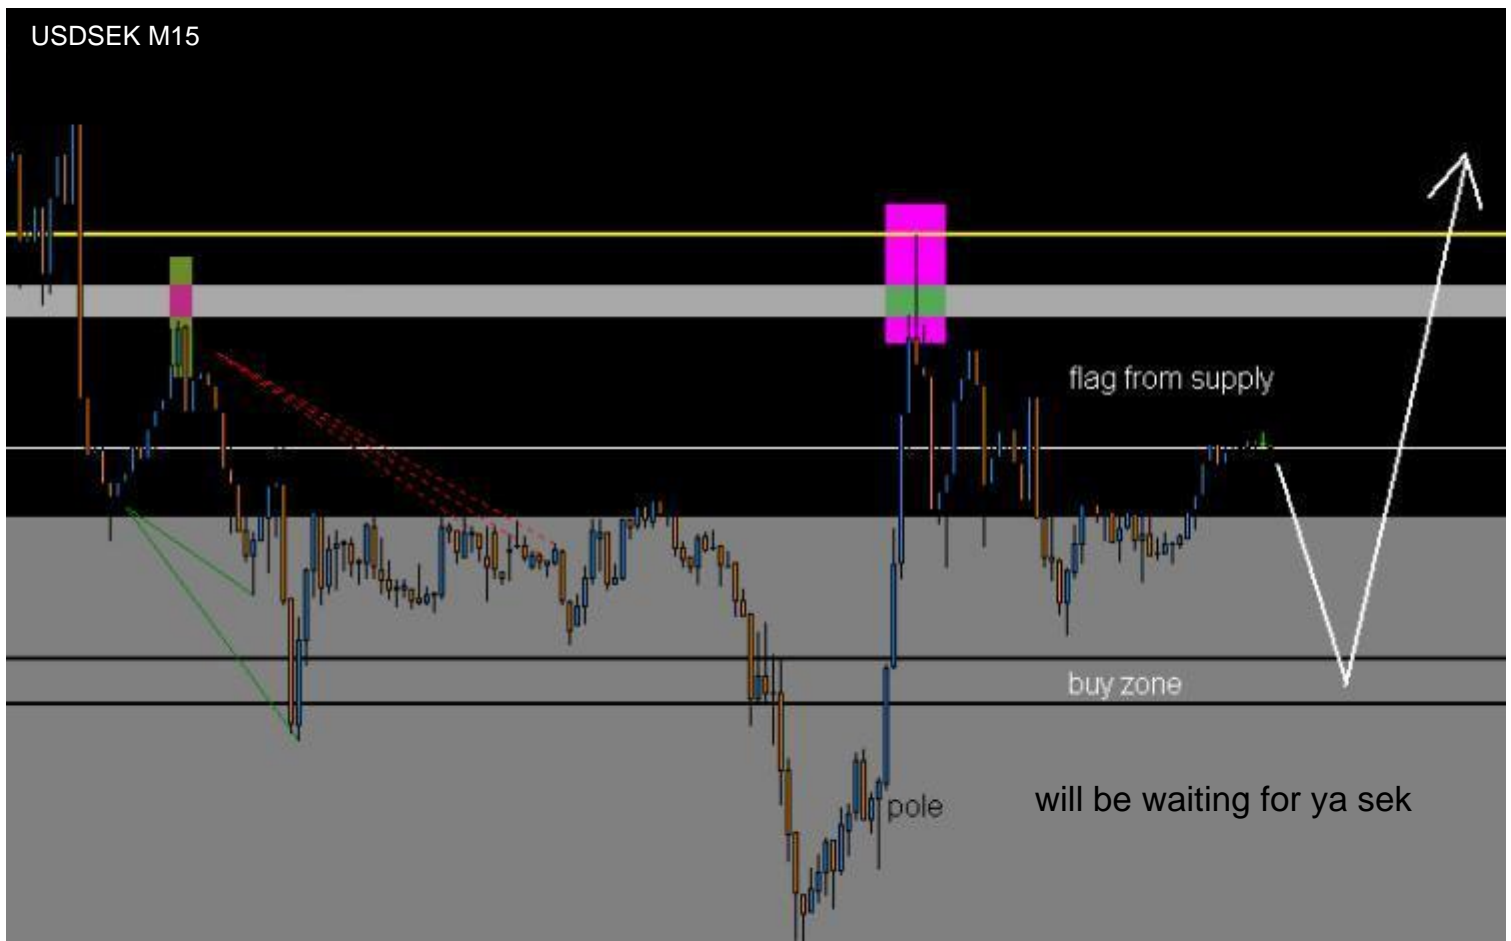 USDSEK M15
flag from supply
buy zone
will be waiting for ya sek
pole